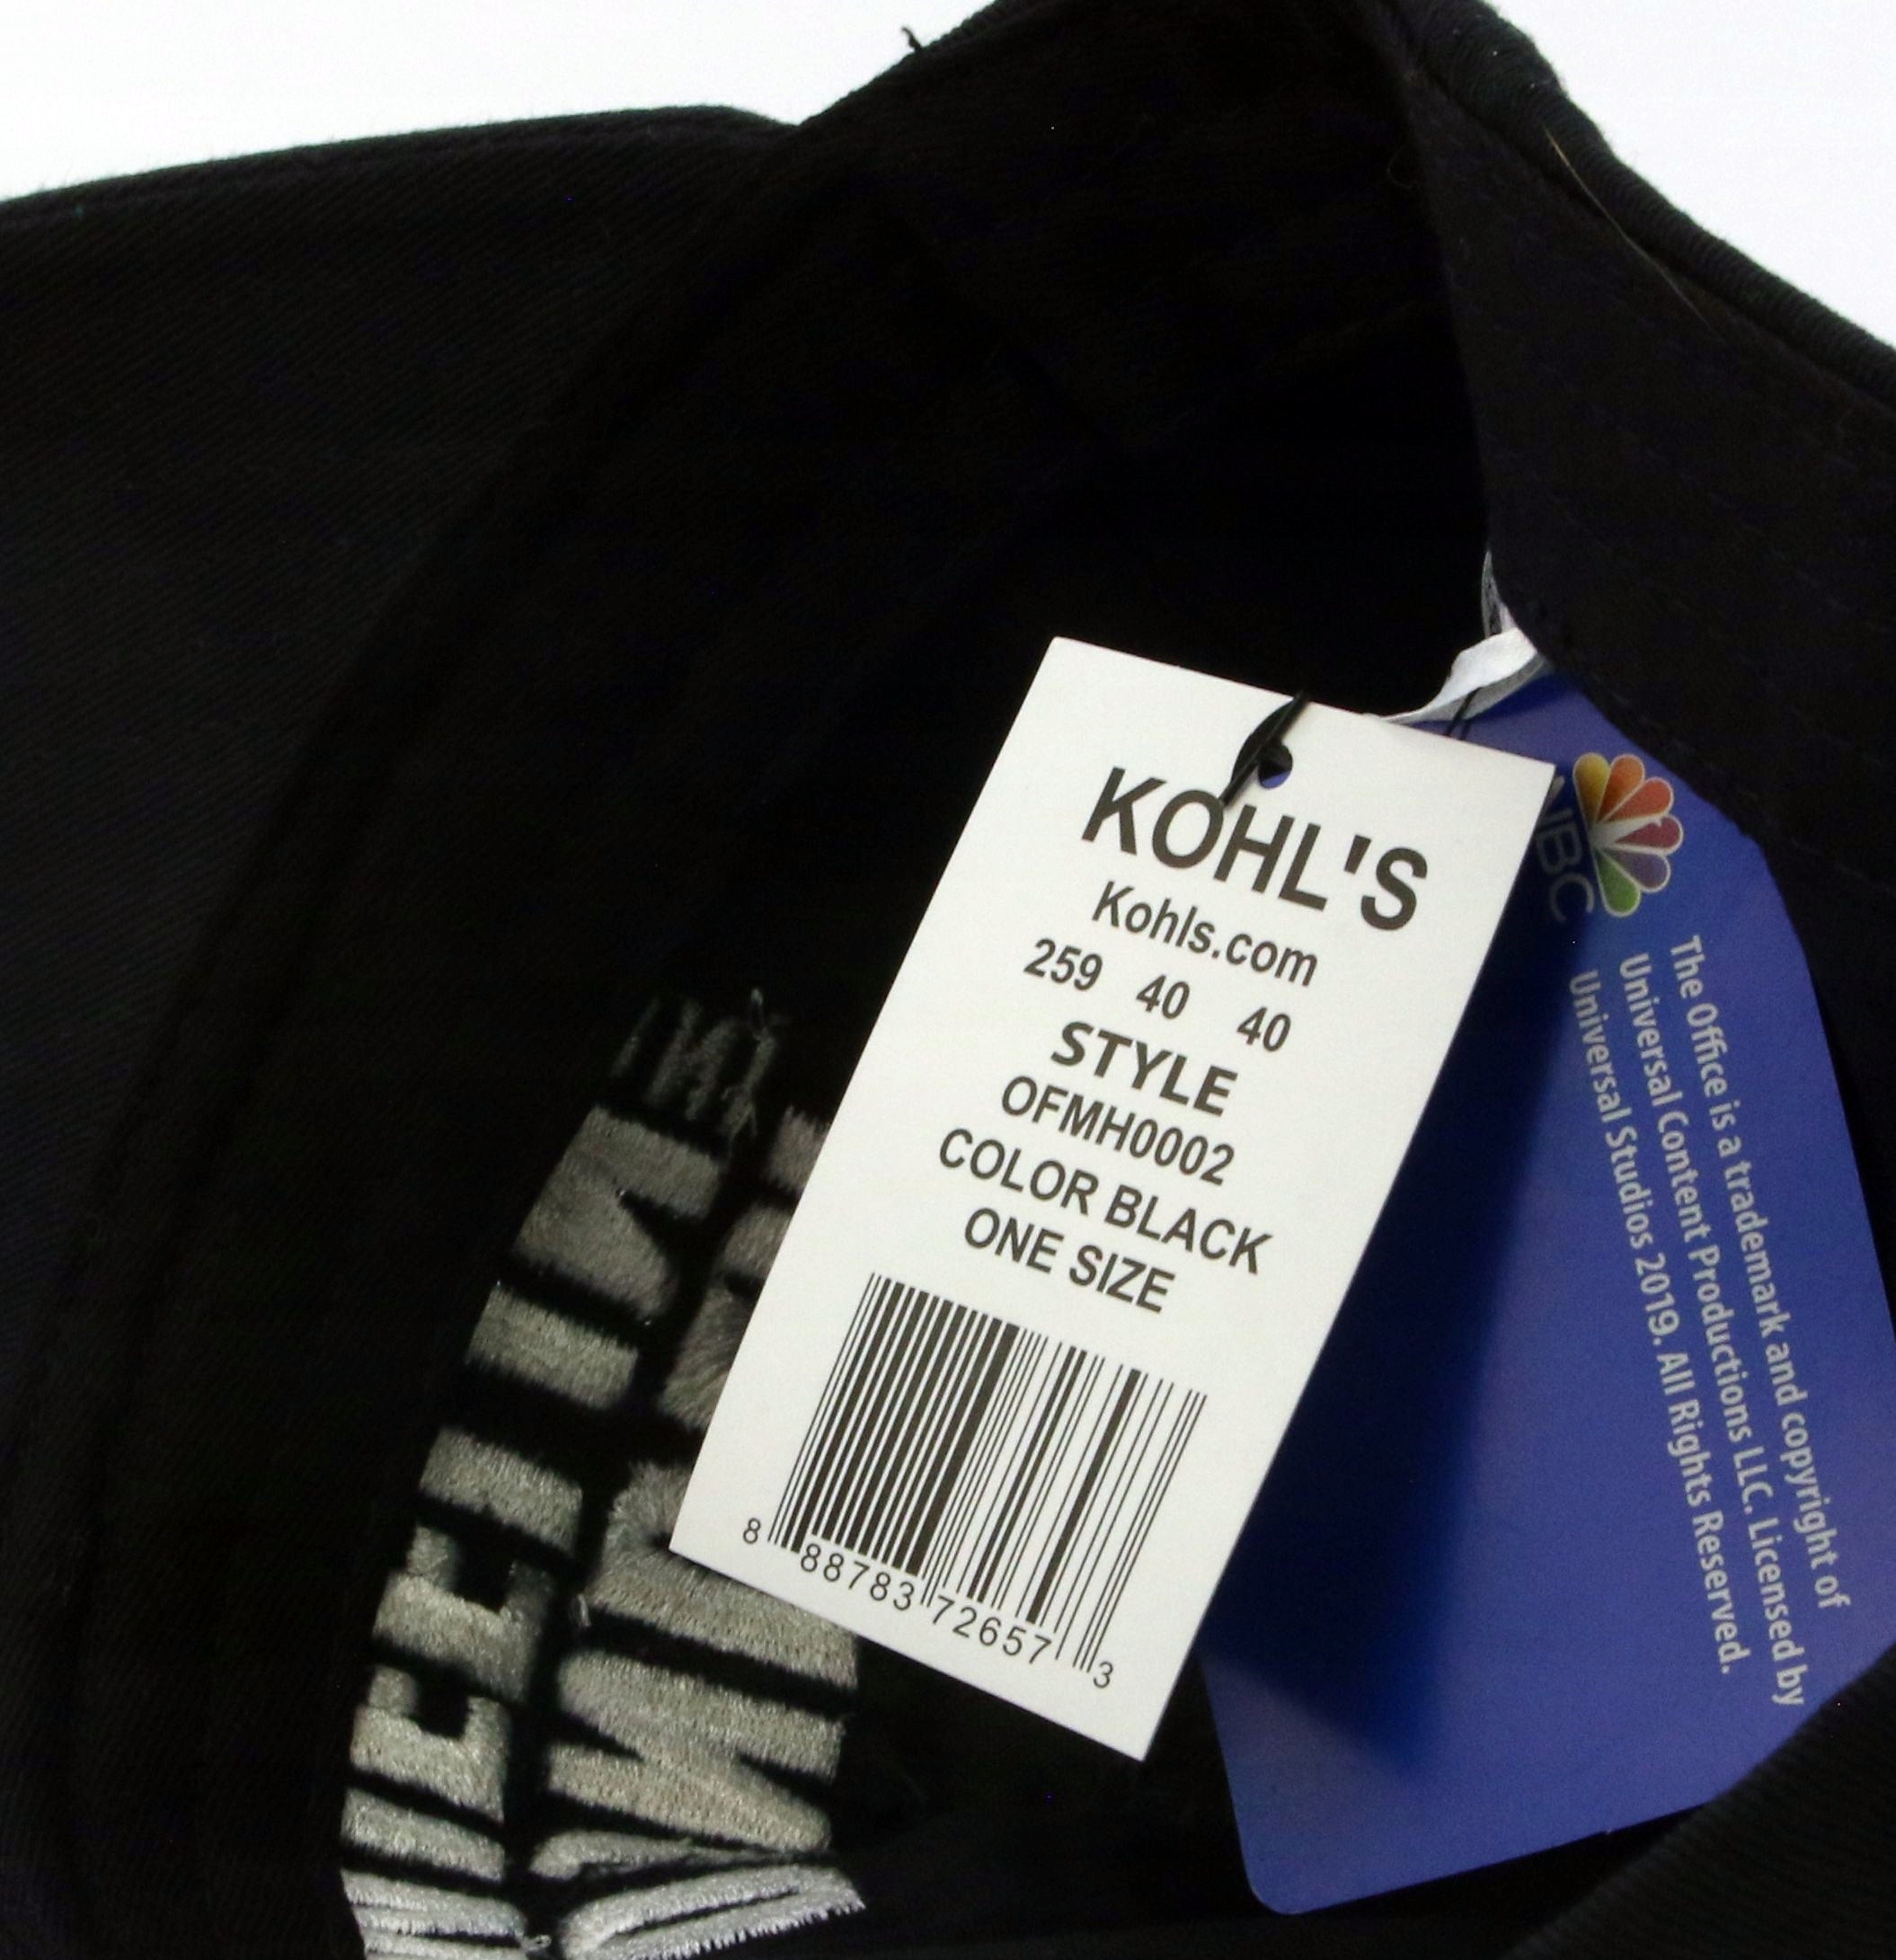 KOHL'S
Kohls.com
259 40 40
STYLE
OFMH0002
COLOR BLACK
ONE SIZE
8 88783 72657 3
NBC
The Office is a trademark and copyright of
Universal Content Productions LLC. Licensed by
Universal Studios 2019. All Rights Reserved.